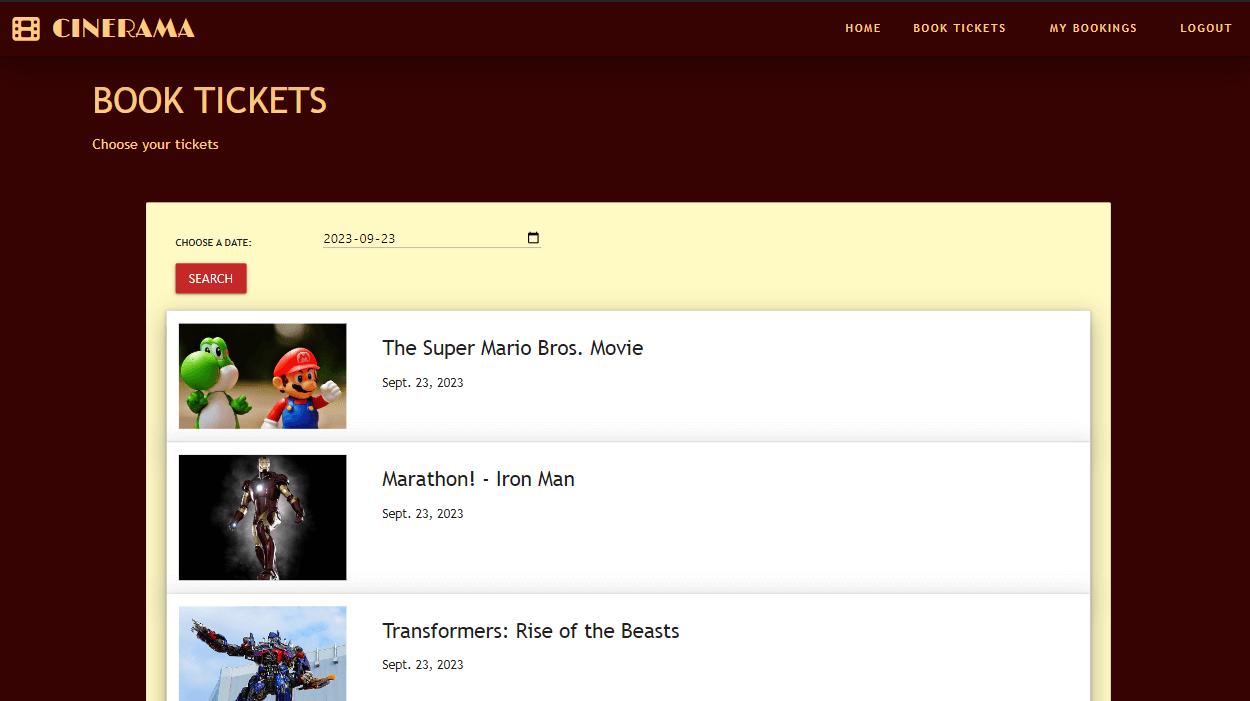 CINERAMA
HOME BOOK TICKETS MY BOOKINGS LOGOUT
BOOK TICKETS
Choose your tickets
CHOOSE A DATE: 2023-09-23
SEARCH
The Super Mario Bros. Movie
Sept. 23, 2023
Marathon! - Iron Man
Sept. 23, 2023
Transformers: Rise of the Beasts
Sept. 23, 2023